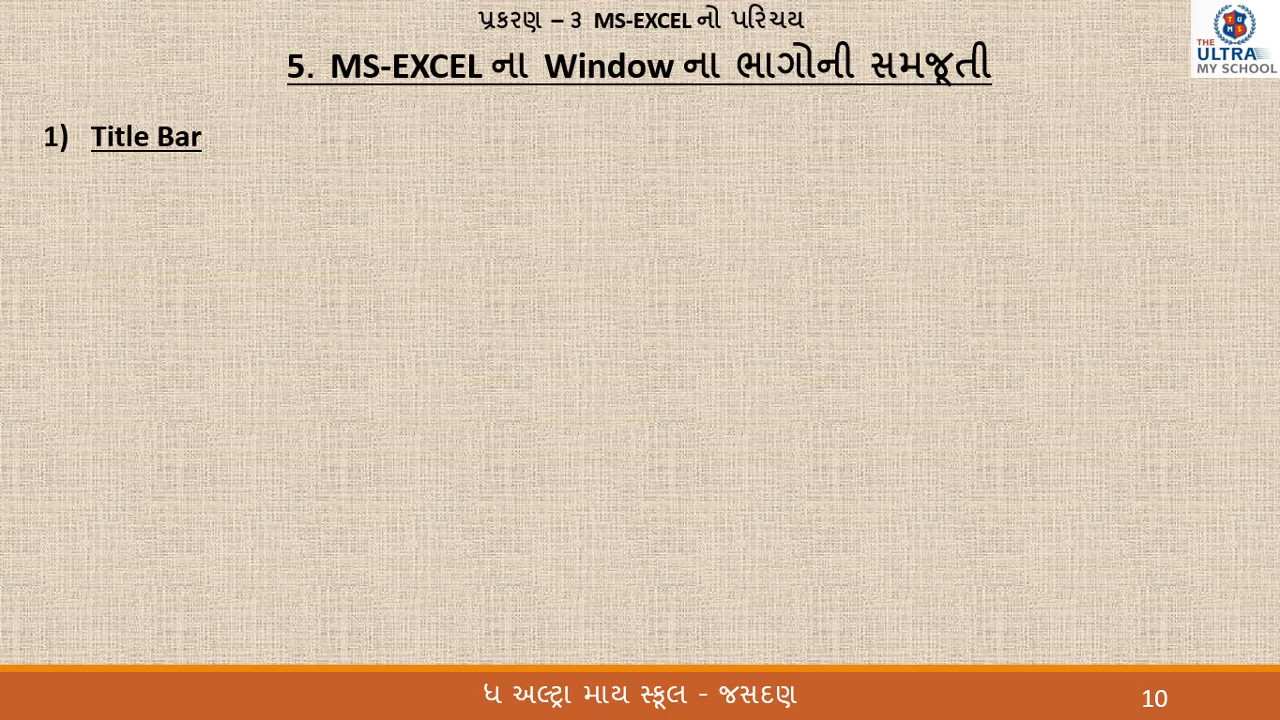 પ્રકરણ – ૩ MS-EXCEL નો પરિચય
5. MS-EXCEL ના Window ના ભાગોની સમજૂતી
THE
ULTRA
MY SCHOOL
1) Title Bar
ધ અલ્ટ્રા માય સ્કૂલ - જસદણ
10